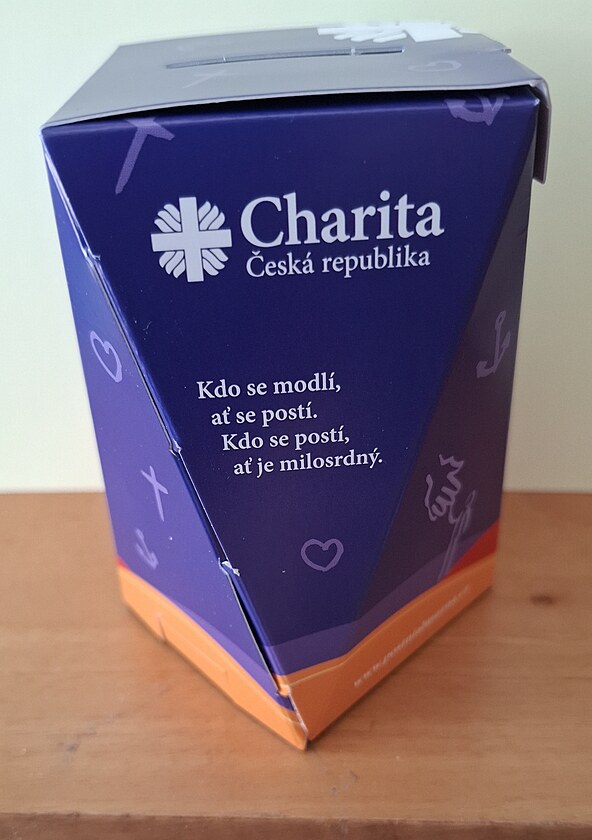 Charita
Česká republika
Kdo se modlí,
ať se postí.
Kdo se postí,
ať je milosrdný.